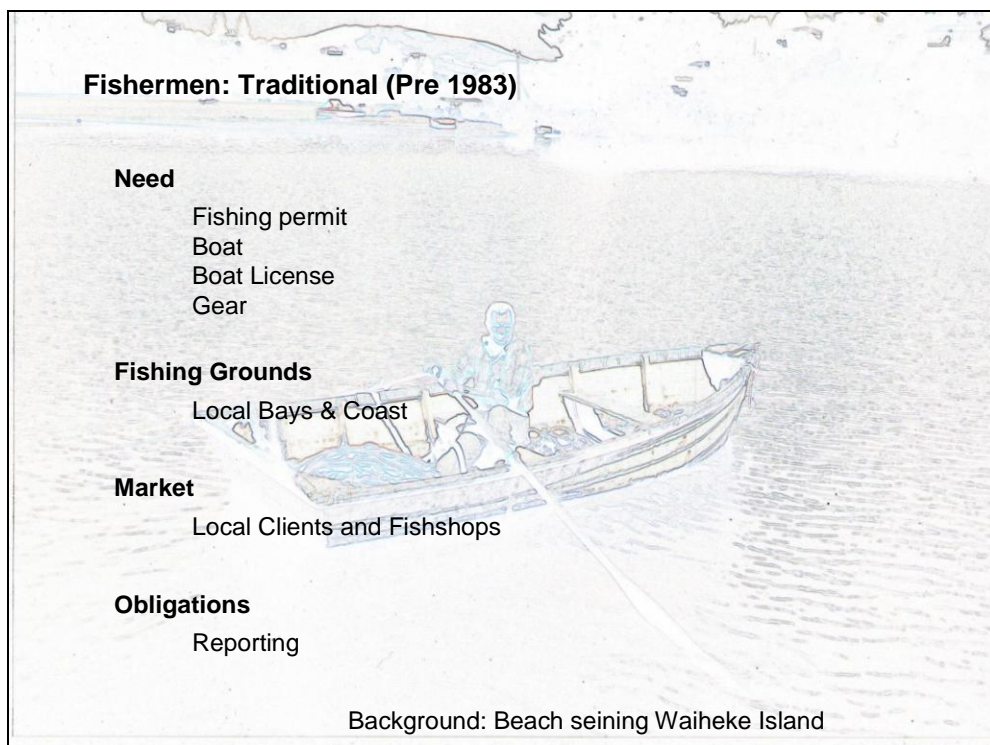 Fishermen: Traditional (Pre 1983)
Need
Fishing permit
Boat
Boat License
Gear
Fishing Grounds
Local Bays & Coast
Market
Local Clients and Fishshops
Obligations
Reporting
Background: Beach seining Waiheke Island